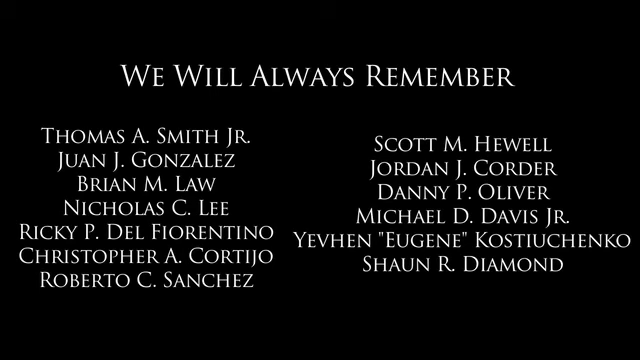 We Will Always Remember
Thomas A. Smith Jr.
Juan J. Gonzalez
Brian M. Law
Nicholas C. Lee
Ricky P. Del Fiorentino
Christopher A. Cortijo
Roberto C. Sanchez
Scott M. Hewell
Jordan J. Corder
Danny P. Oliver
Michael D. Davis Jr.
Yevhen "Eugene" Kostiuchenko
Shaun R. Diamond